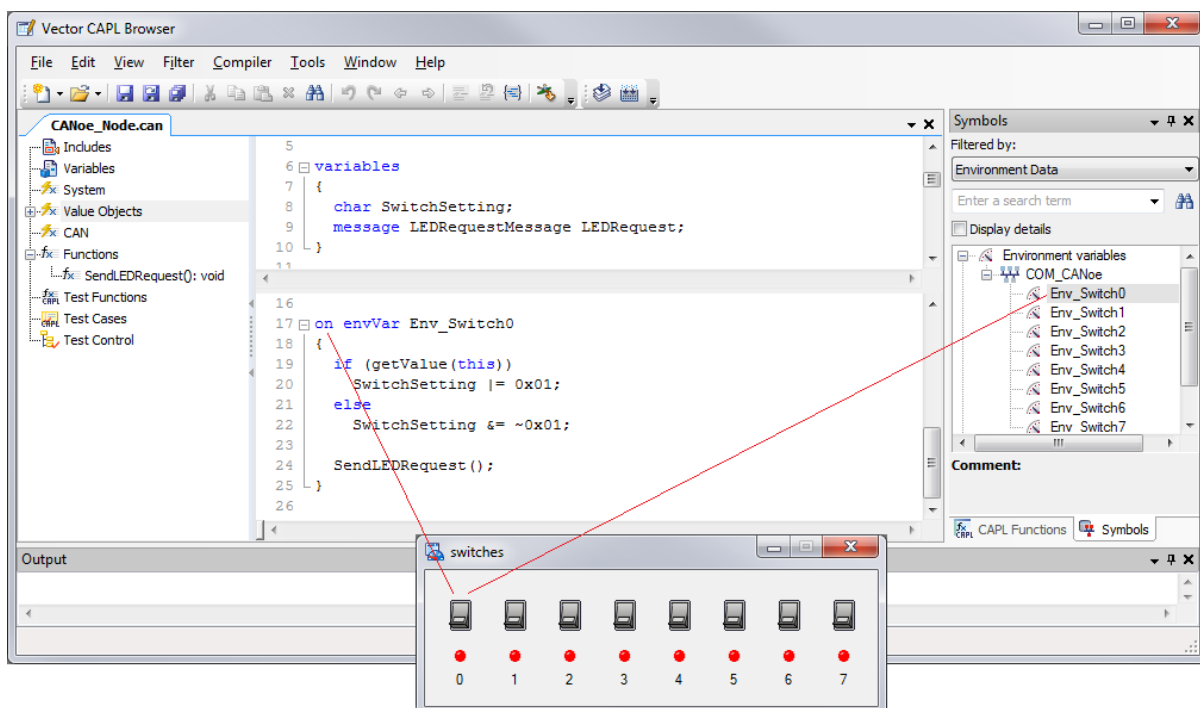 Vector CAPL Browser
File Edit View Filter Compiler Tools Window Help
CANoe_Node.can
Includes
Variables
System
Value Objects
CAN
Functions
SendLEDRequest(): void
Test Functions
Test Cases
Test Control
5
6 variables
7 {
8 char SwitchSetting;
9 message LEDRequestMessage LEDRequest;
10 }
11
16
17 on envVar Env_Switch0
18 {
19 if (getValue(this))
20 SwitchSetting |= 0x01;
21 else
22 SwitchSetting &= ~0x01;
23
24 SendLEDRequest();
25 }
26
Symbols
Filtered by:
Environment Data
Enter a search term
Display details
Environment variables
COM_CANoe
Env_Switch0
Env_Switch1
Env_Switch2
Env_Switch3
Env_Switch4
Env_Switch5
Env_Switch6
Env_Switch7
Comment:
CAPL Functions Symbols
Output
switches
0 1 2 3 4 5 6 7